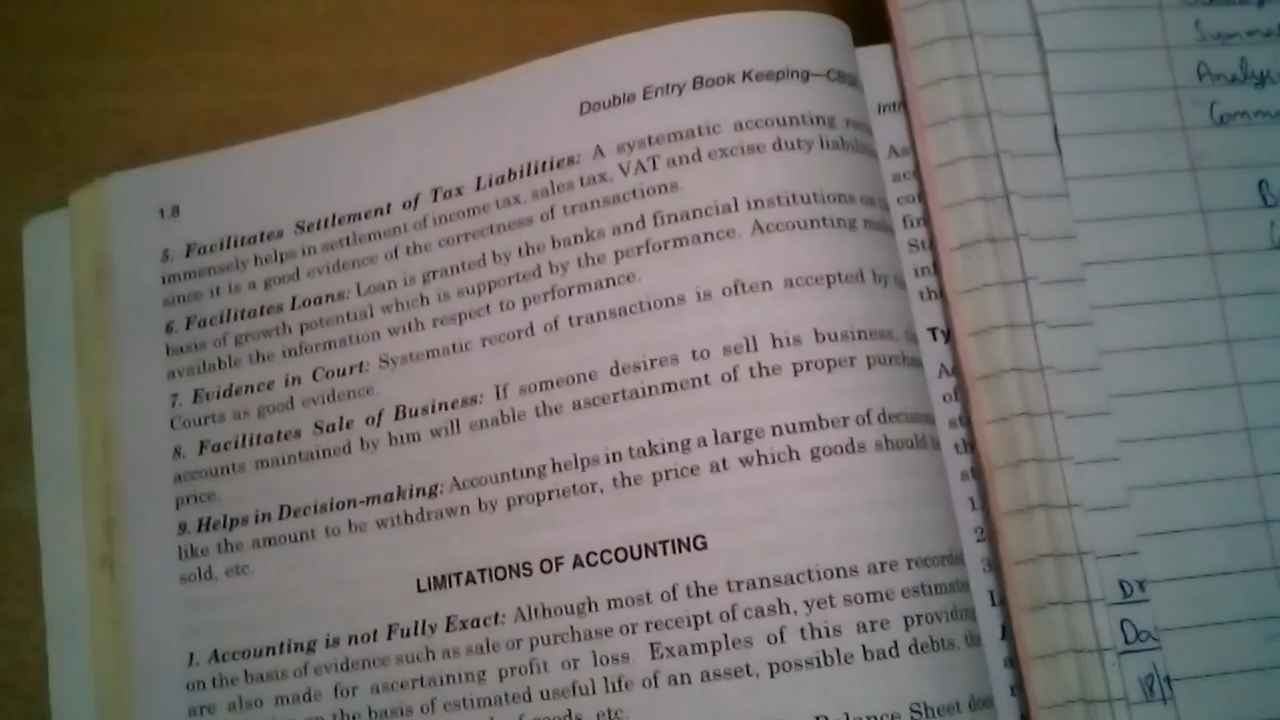 Double Entry Book Keeping—CBSE
1.8
5. Facilitates Settlement of Tax Liabilities: A systematic accounting
immensely helps in settlement of income tax, sales tax, VAT and excise duty
since it is a good evidence of the correctness of transactions.
6. Facilitates Loans: Loan is granted by the banks and financial institutions
basis of growth potential which is supported by the performance. Accounting
available the information with respect to performance.
7. Evidence in Court: Systematic record of transactions is often accepted by
Courts as good evidence.
8. Facilitates Sale of Business: If someone desires to sell his business,
accounts maintained by him will enable the ascertainment of the proper
price.
9. Helps in Decision-making: Accounting helps in taking a large number of
like the amount to be withdrawn by proprietor, the price at which goods should
sold, etc.
LIMITATIONS OF ACCOUNTING
1. Accounting is not Fully Exact: Although most of the transactions are
on the basis of evidence such as sale or purchase or receipt of cash, yet some
are also made for ascertaining profit or loss. Examples of this are
the basis of estimated useful life of an asset, possible bad debts,
etc.
Balance Sheet
Ty
1
2
3
Dr
Da